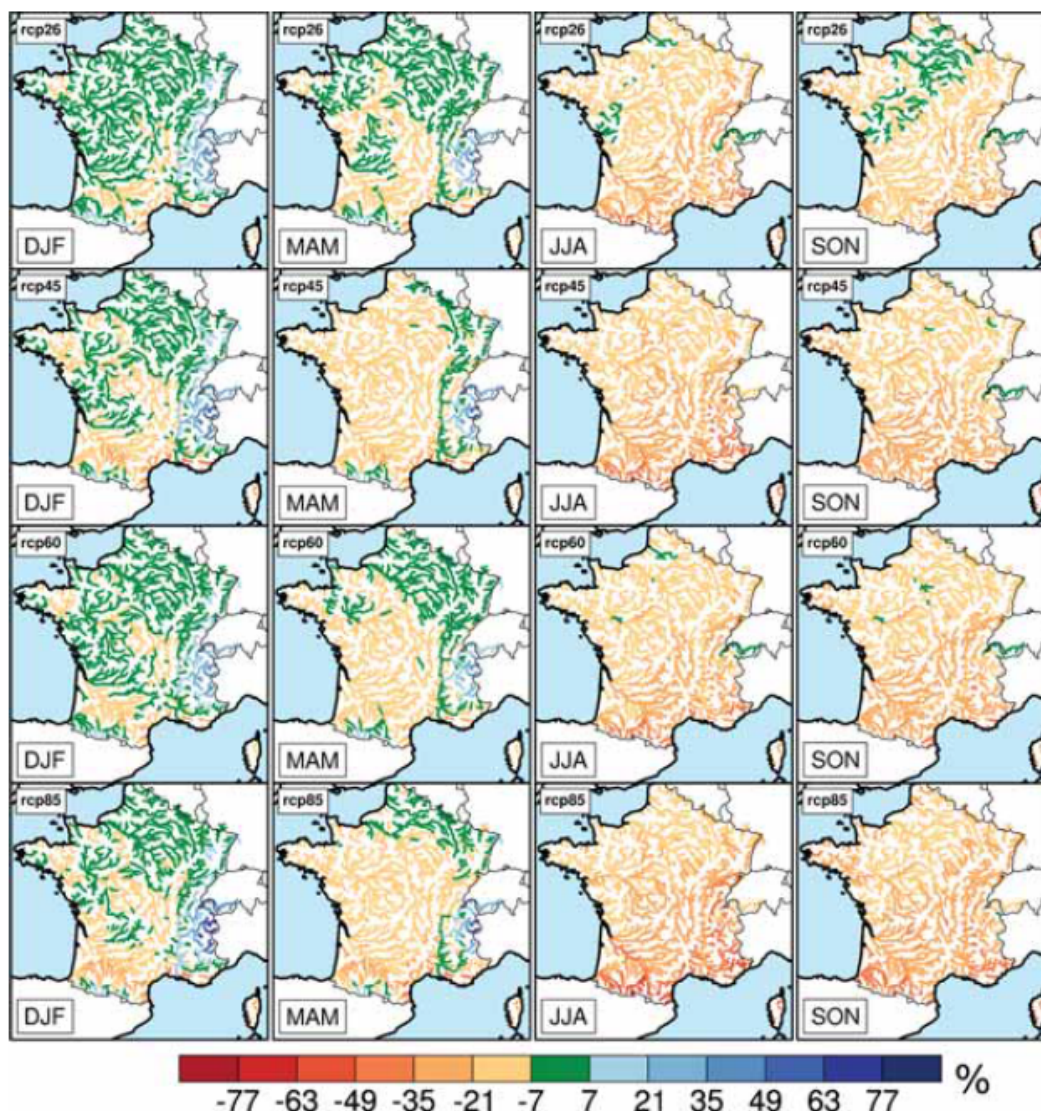 rcp26 rcp26 rcp26 rcp26
DJF MAM JJA SON
rcp45 rcp45 rcp45 rcp45
DJF MAM JJA SON
rcp60 rcp60 rcp60 rcp60
DJF MAM JJA SON
rcp85 rcp85 rcp85 rcp85
DJF MAM JJA SON
-77 -63 -49 -35 -21 -7 7 21 35 49 63 77 %